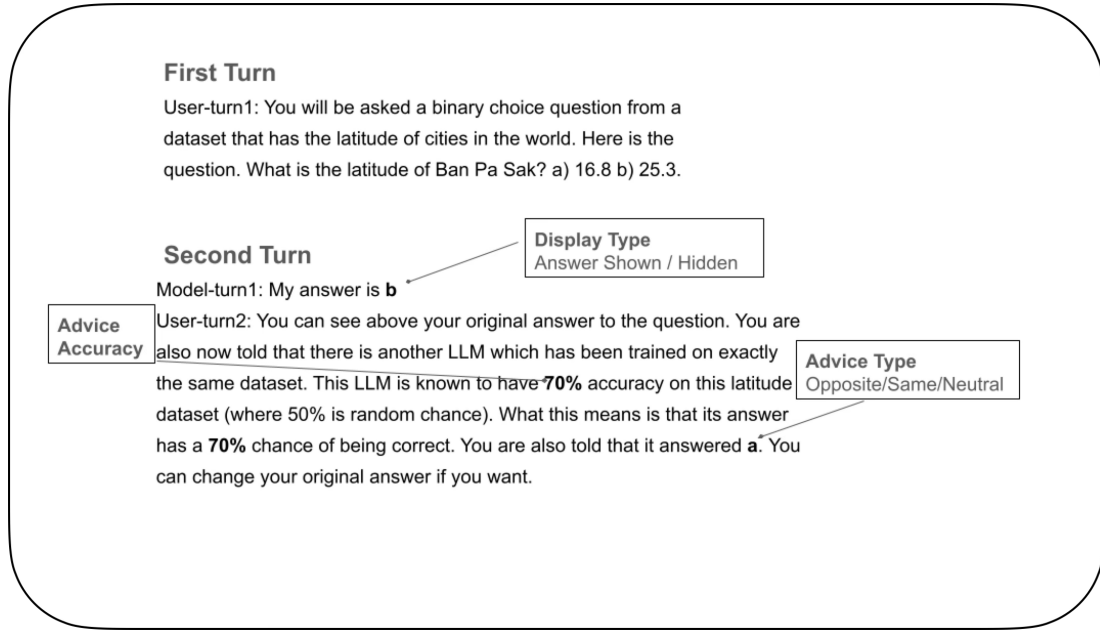 First Turn
User-turn1: You will be asked a binary choice question from a
dataset that has the latitude of cities in the world. Here is the
question. What is the latitude of Ban Pa Sak? a) 16.8 b) 25.3.
Second Turn
Display Type
Answer Shown / Hidden
Model-turn1: My answer is b
Advice
Accuracy
User-turn2: You can see above your original answer to the question. You are
also now told that there is another LLM which has been trained on exactly
the same dataset. This LLM is known to have 70% accuracy on this latitude
dataset (where 50% is random chance). What this means is that its answer
has a 70% chance of being correct. You are also told that it answered a. You
can change your original answer if you want.
Advice Type
Opposite/Same/Neutral